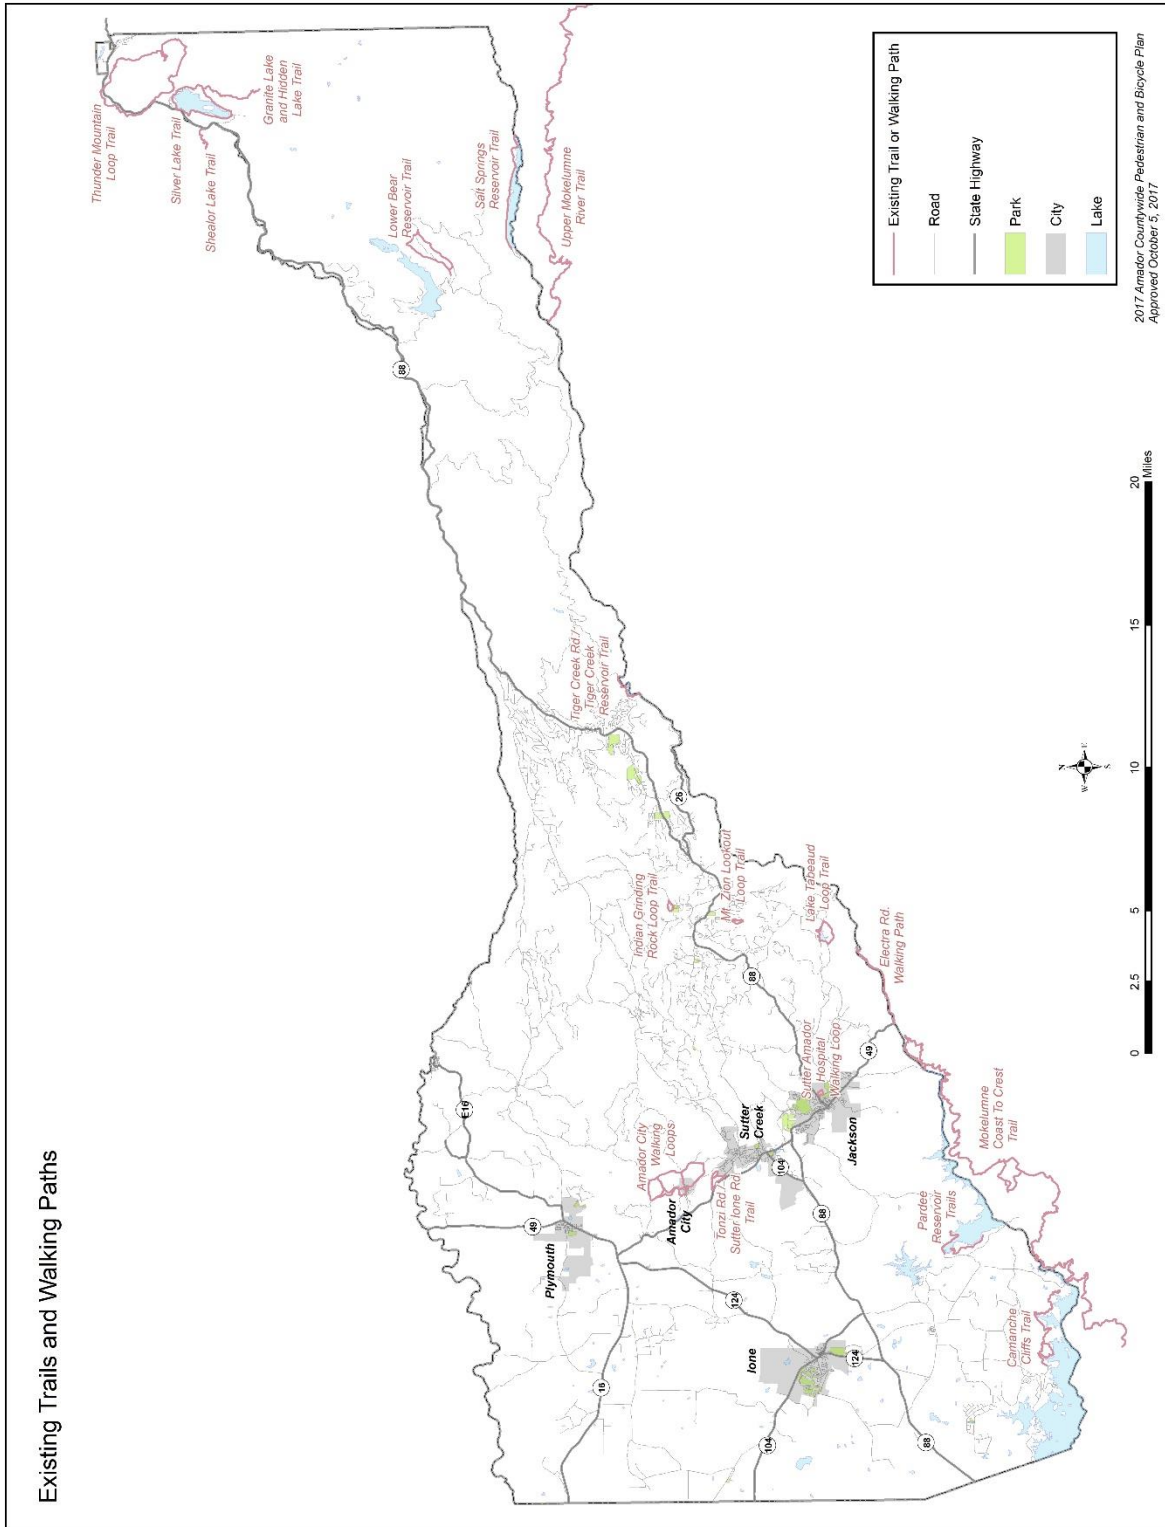 Existing Trails and Walking Paths
Thunder Mountain
Loop Trail
Silver Lake Trail
Shealor Lake Trail
Granite Lake
and Hidden
Lake Trail
Lower Bear
Reservoir Trail
Salt Springs
Reservoir Trail
Upper Mokelumne
River Trail
88
Tiger Creek Rd./
Tiger Creek
Reservoir Trail
26
Indian Grinding
Rock Loop Trail
Mt. Zion Lookout
Loop Trail
Lake Tabeaud
Loop Trail
Electra Rd.
Walking Path
88
E16
49
Plymouth
Amador City
Walking
Loops
Amador
City
Sutter
Creek
Tonzi Rd./
Sutter Ione Rd
Trail
104
Sutter Amador
Hospital
Walking Loop
49
Jackson
88
16
124
Ione
124
104
88
Pardee
Reservoir
Trails
Mokelumne
Coast To Crest
Trail
Camanche
Cliffs Trail
N
W
E
S
0
2.5
5
10
15
20
Miles
Existing Trail or Walking Path
Road
State Highway
Park
City
Lake
2017 Amador Countywide Pedestrian and Bicycle Plan
Approved October 5, 2017